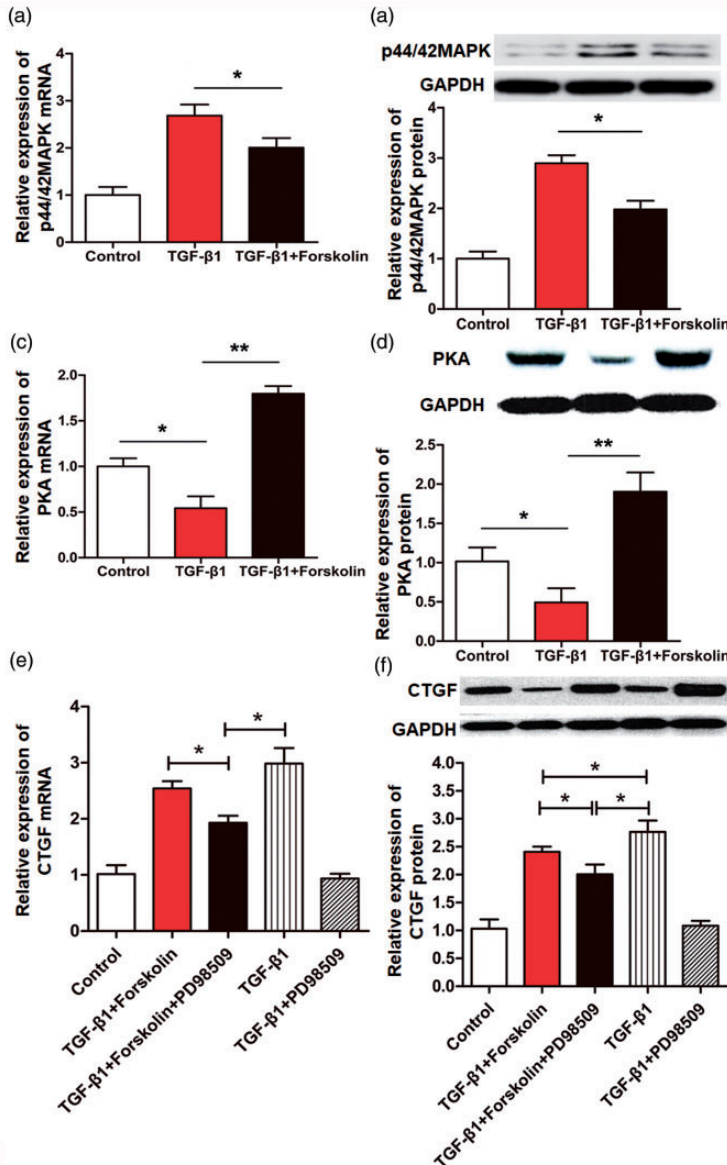 (a)
Relative expression of
p44/42MAPK mRNA
4
3
2
1
0
*
Control
TGF-β1
TGF-β1+Forskolin
(a)
p44/42MAPK
GAPDH
Relative expression of
p44/42MAPK protein
4
3
2
1
0
*
Control
TGF-β1
TGF-β1+Forskolin
(c)
Relative expression of
PKA mRNA
2.0
1.5
1.0
0.5
0.0
*
**
Control
TGF-β1
TGF-β1+Forskolin
(d)
PKA
GAPDH
Relative expression of
PKA protein
2.5
2.0
1.5
1.0
0.5
0.0
*
**
Control
TGF-β1
TGF-β1+Forskolin
(e)
Relative expression of
CTGF mRNA
4
3
2
1
0
*
*
Control
TGF-β1+Forskolin
TGF-β1+Forskolin+PD98509
TGF-β1
TGF-β1+PD98509
(f)
CTGF
GAPDH
Relative expression of
CTGF protein
3.0
2.5
2.0
1.5
1.0
0.5
0.0
*
*
*
Control
TGF-β1+Forskolin
TGF-β1+Forskolin+PD98509
TGF-β1
TGF-β1+PD98509